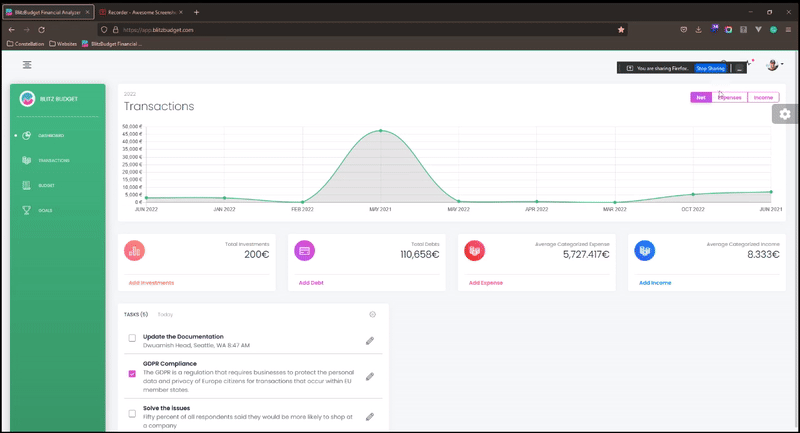 BlitzBudget Financial Analyzer
Recorder - Awesome Screensho
https://app.blitzbudget.com
Constellation
Websites
BlitzBudget Financial ...
You are sharing Firefox.
Stop Sharing
BLITZ BUDGET
DASHBOARD
TRANSACTIONS
BUDGET
GOALS
2022
Transactions
Net
Expenses
Income
50,000 €
45,000 €
40,000 €
35,000 €
30,000 €
25,000 €
20,000 €
15,000 €
10,000 €
5,000 €
0 €
JUN 2022
JAN 2022
FEB 2022
MAY 2021
MAY 2022
APR 2022
MAR 2022
OCT 2022
JUN 2021
Total Investments
200€
Add Investments
Total Debts
110,658€
Add Debt
Average Categorized Expense
5,727.417€
Add Expense
Average Categorized Income
8.333€
Add Income
TASKS (5)
Today
Update the Documentation
Dwuamish Head, Seattle, WA 8:47 AM
GDPR Compliance
The GDPR is a regulation that requires businesses to protect the personal
data and privacy of Europe citizens for transactions that occur within EU
member states.
Solve the issues
Fifty percent of all respondents said they would be more likely to shop at
a company